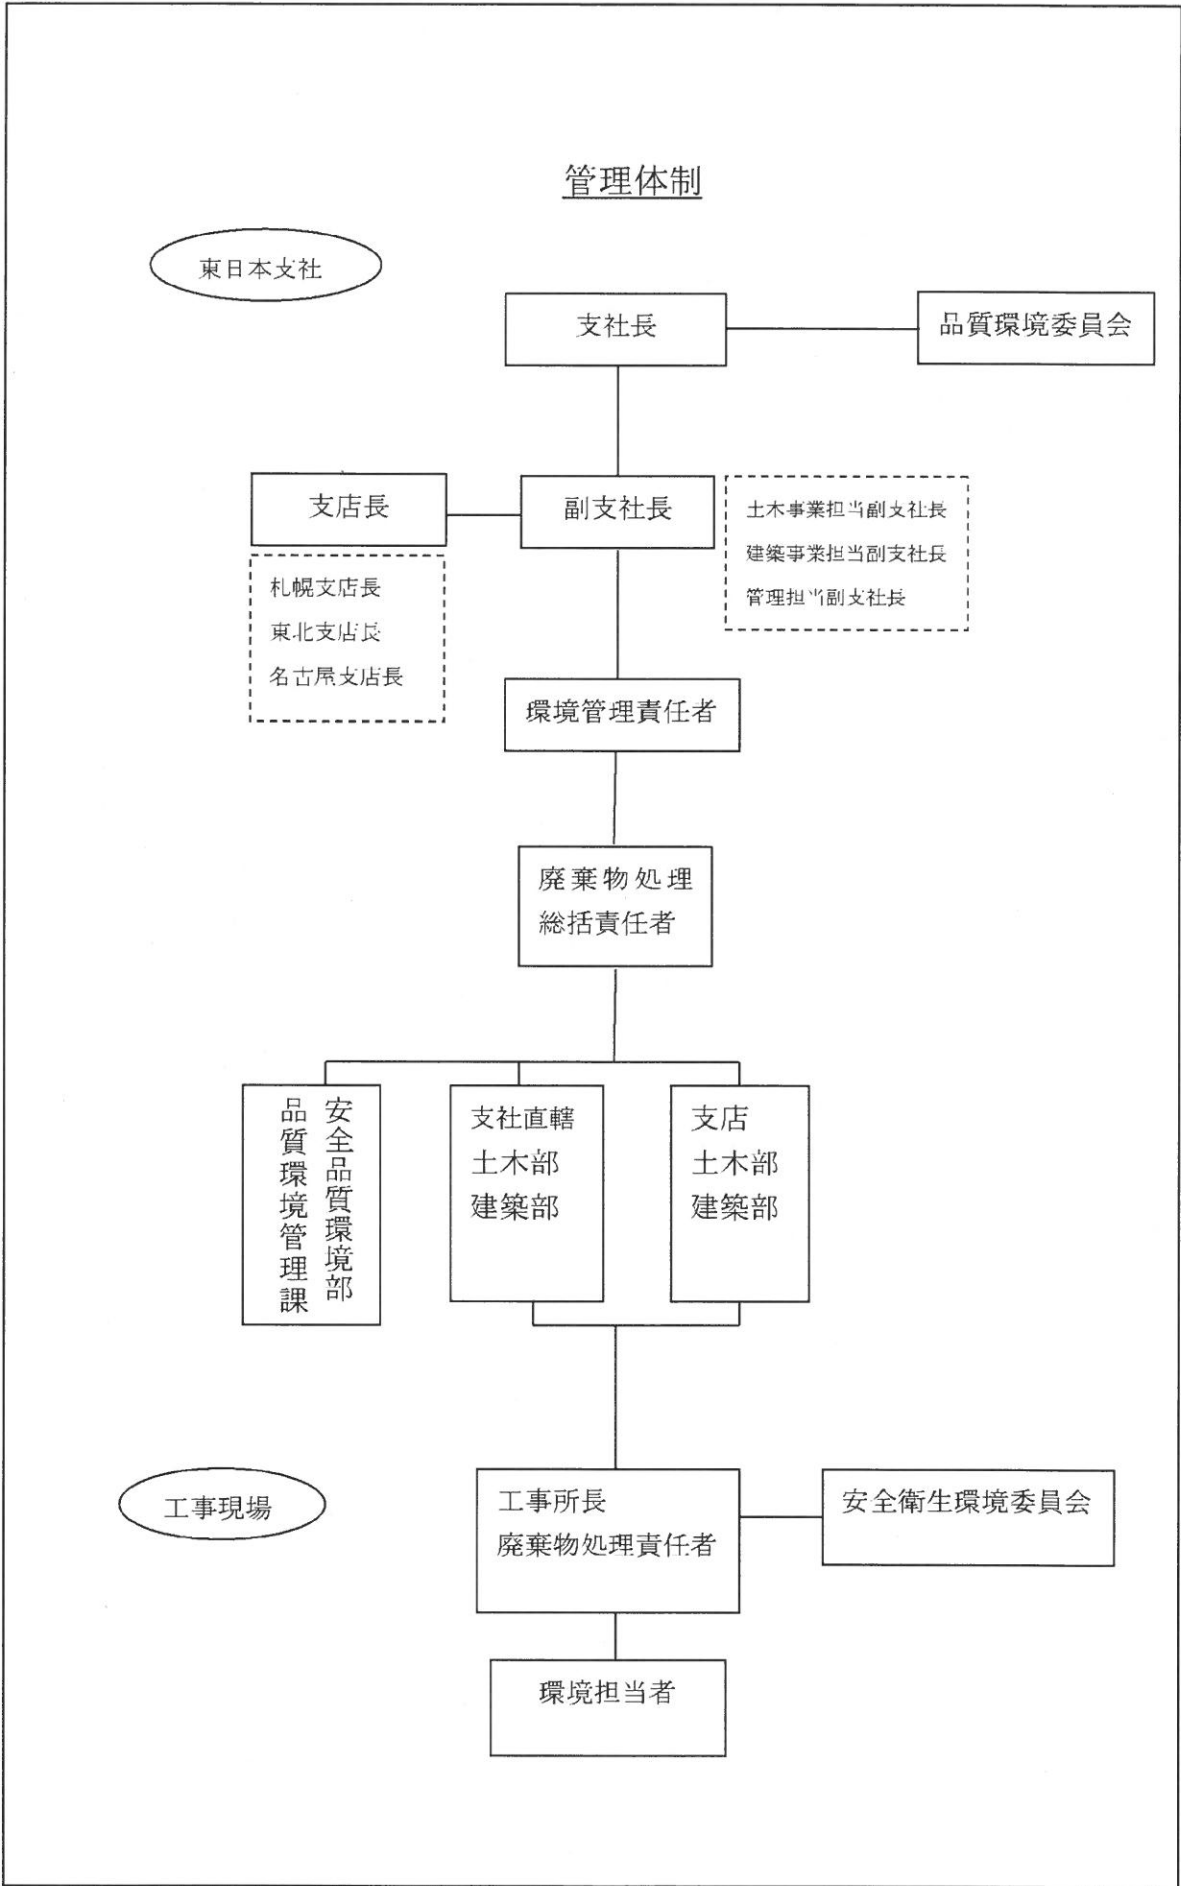 管理体制
東日本支社
支社長
品質環境委員会
支店長
副支社長
土木事業担当副支社長
建築事業担当副支社長
管理担当副支社長
札幌支店長
東北支店長
名古屋支店長
環境管理責任者
廃棄物処理
総括責任者
安全品質環境部
品質環境管理課
支社直轄
土木部
建築部
支店
土木部
建築部
工事現場
工事所長
廃棄物処理責任者
安全衛生環境委員会
環境担当者